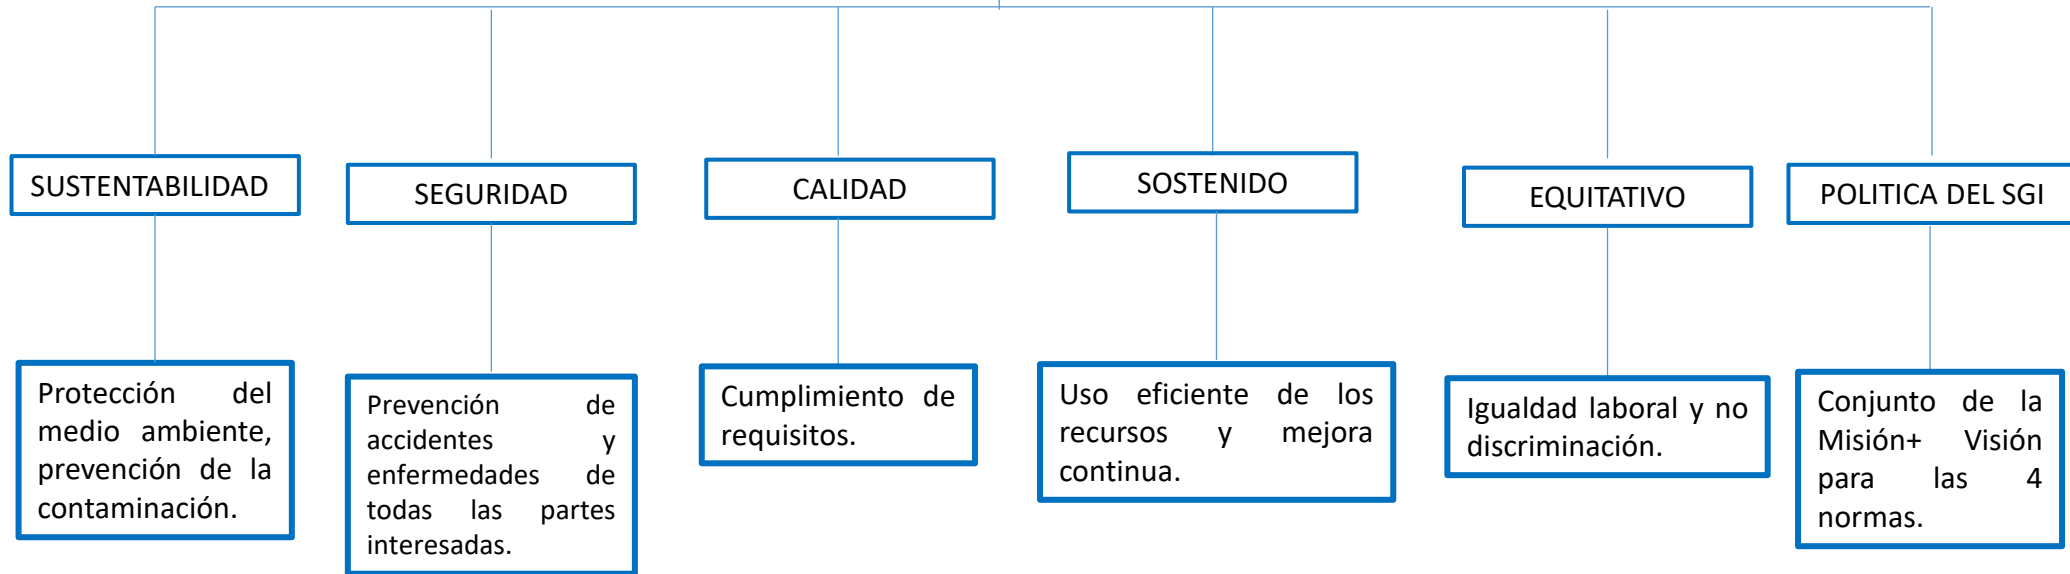 SUSTENTABILIDAD
SEGURIDAD
CALIDAD
SOSTENIDO
EQUITATIVO
POLITICA DEL SGI
Protección del
medio ambiente,
prevención de la
contaminación.
Prevención de
accidentes y
enfermedades de
todas las partes
interesadas.
Cumplimiento de
requisitos.
Uso eficiente de los
recursos y mejora
continua.
Igualdad laboral y no
discriminación.
Conjunto de la
Misión+ Visión
para las 4
normas.